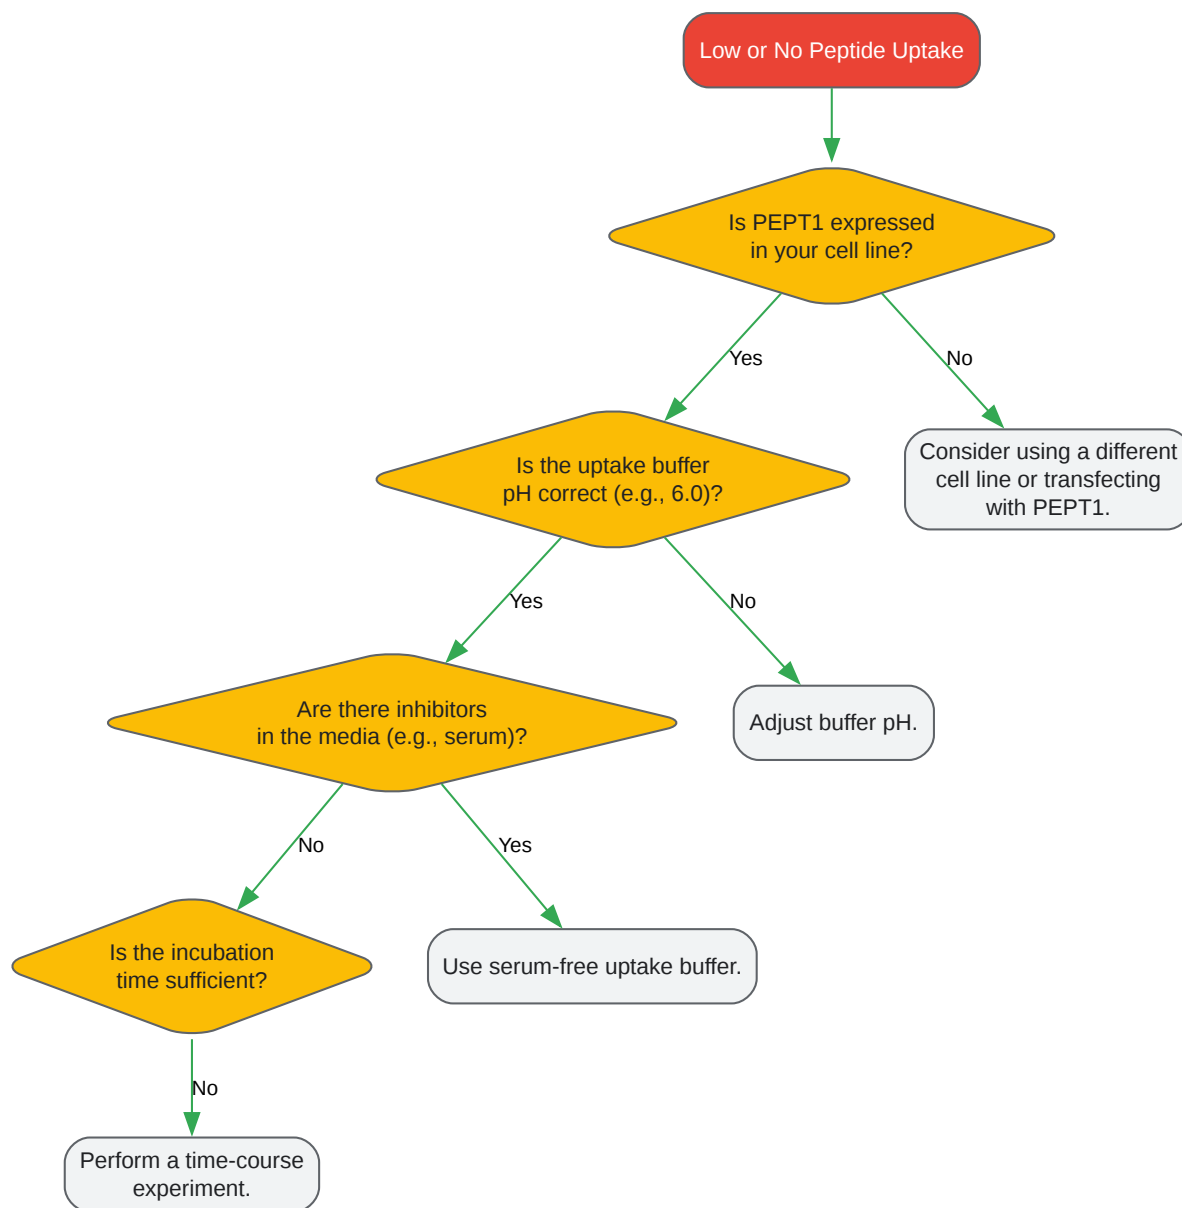 Low or No Peptide Uptake
Is PEPT1 expressed
in your cell line?
Yes
No
Is the uptake buffer
pH correct (e.g., 6.0)?
Consider using a different
cell line or transfecting
with PEPT1.
Yes
No
Are there inhibitors
in the media (e.g., serum)?
Adjust buffer pH.
No
Yes
Is the incubation
time sufficient?
Use serum-free uptake buffer.
No
Perform a time-course
experiment.